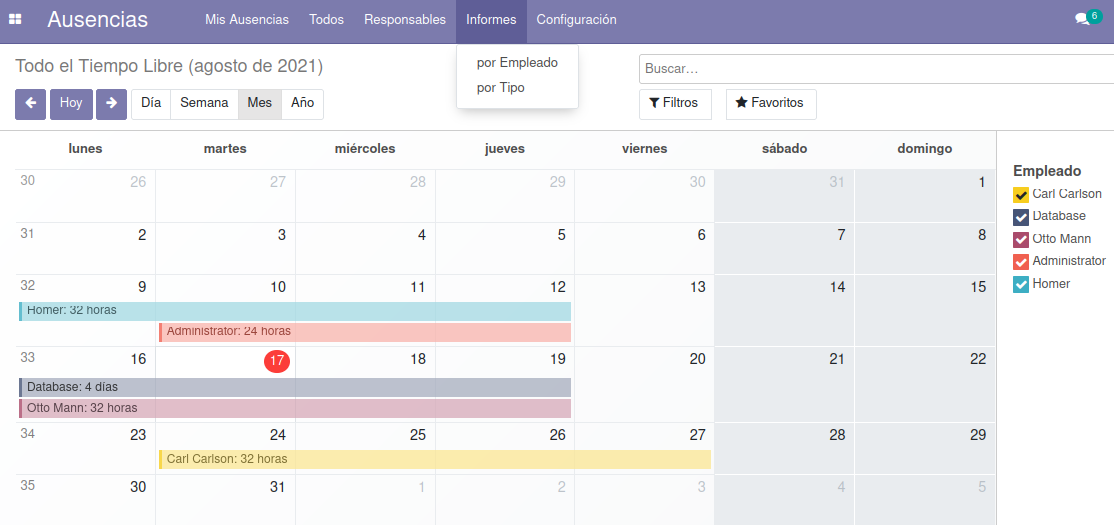 Ausencias Mis Ausencias Todos Responsables Informes Configuración 6
por Empleado
por Tipo
Todo el Tiempo Libre (agosto de 2021)
Buscar...
Hoy Día Semana Mes Año
Filtros Favoritos
lunes martes miércoles jueves viernes sábado domingo
30 26 27 28 29 30 31 1
31 2 3 4 5 6 7 8
32 9 10 11 12 13 14 15
Homer: 32 horas
Administrator: 24 horas
33 16 17 18 19 20 21 22
Database: 4 días
Otto Mann: 32 horas
34 23 24 25 26 27 28 29
Carl Carlson: 32 horas
35 30 31 1 2 3 4 5
Empleado
Carl Carlson
Database
Otto Mann
Administrator
Homer